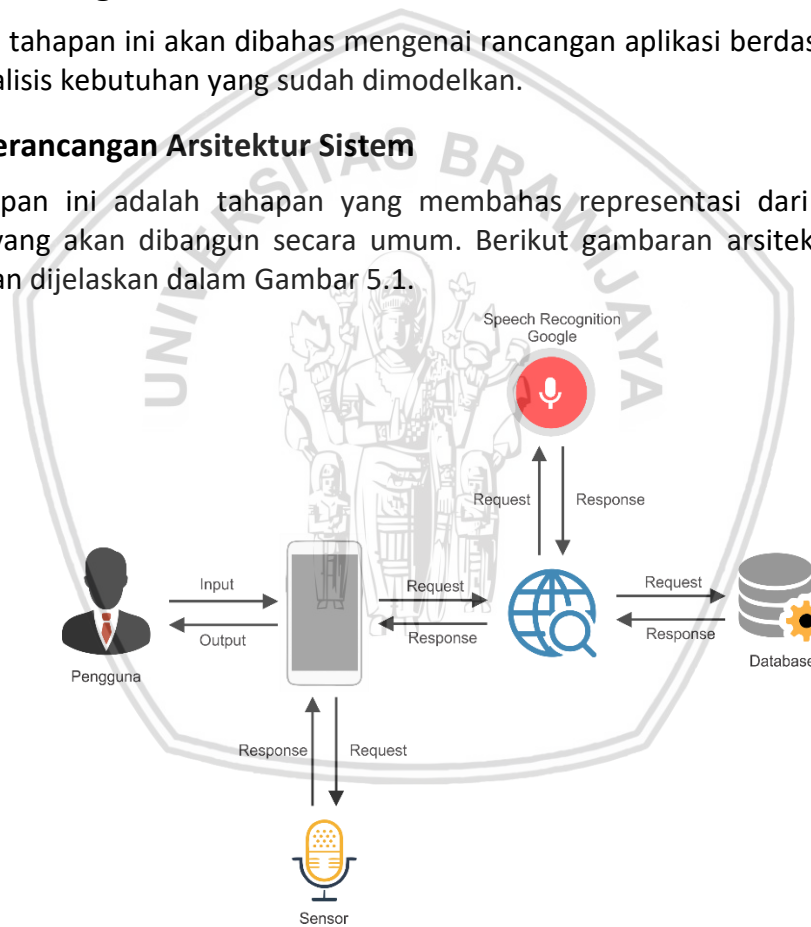 tahapan ini akan dibahas mengenai rancangan aplikasi berdas
alisis kebutuhan yang sudah dimodelkan.
erancangan Arsitektur Sistem
pan ini adalah tahapan yang membahas representasi dari
yang akan dibangun secara umum. Berikut gambaran arsitek
an dijelaskan dalam Gambar 5.1.
UNIVERSITAS BRAWIJAYA
Speech Recognition
Google
Request
Response
Input
Output
Pengguna
Request
Response
Request
Response
Database
Response
Request
Sensor